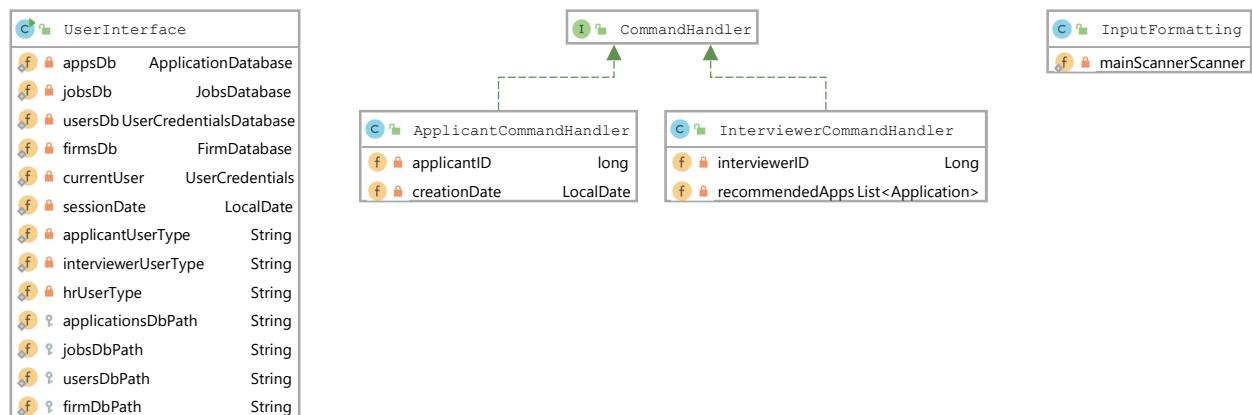 UserInterface
appsDb ApplicationDatabase
jobsDb JobsDatabase
usersDb UserCredentialsDatabase
firmsDb FirmDatabase
currentUser UserCredentials
sessionDate LocalDate
applicantUserType String
interviewerUserType String
hrUserType String
applicationsDbPath String
jobsDbPath String
usersDbPath String
firmDbPath String
CommandHandler
ApplicantCommandHandler
applicantID long
creationDate LocalDate
InterviewerCommandHandler
interviewerID Long
recommendedApps List<Application>
InputFormatting
mainScannerScanner